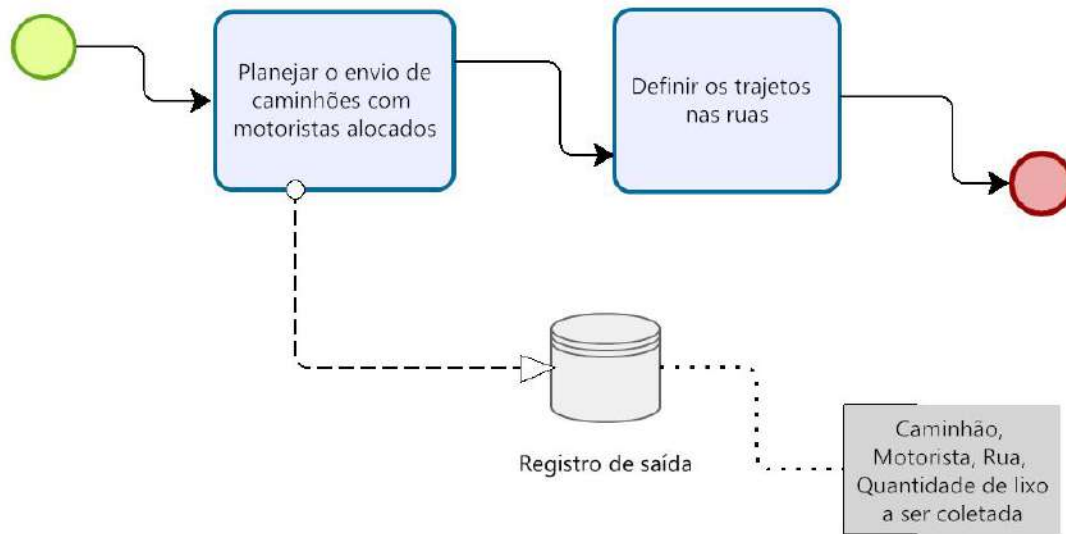 Planejar o envio de
caminhões com
motoristas alocados
Definir os trajetos
nas ruas
Registro de saída
Caminhão,
Motorista, Rua,
Quantidade de lixo
a ser coletada